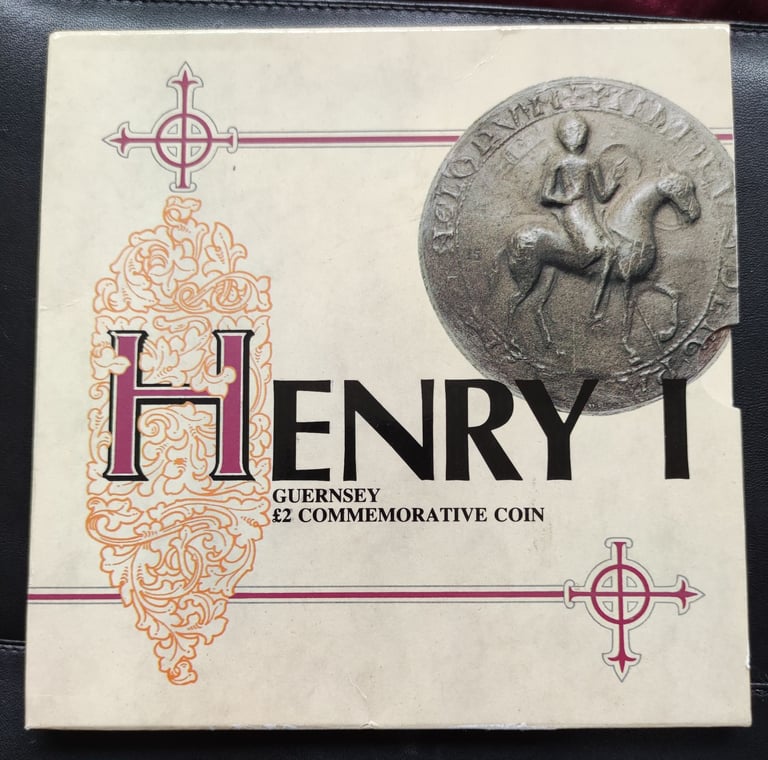 HENRY I
GUERNSEY
£2 COMMEMORATIVE COIN